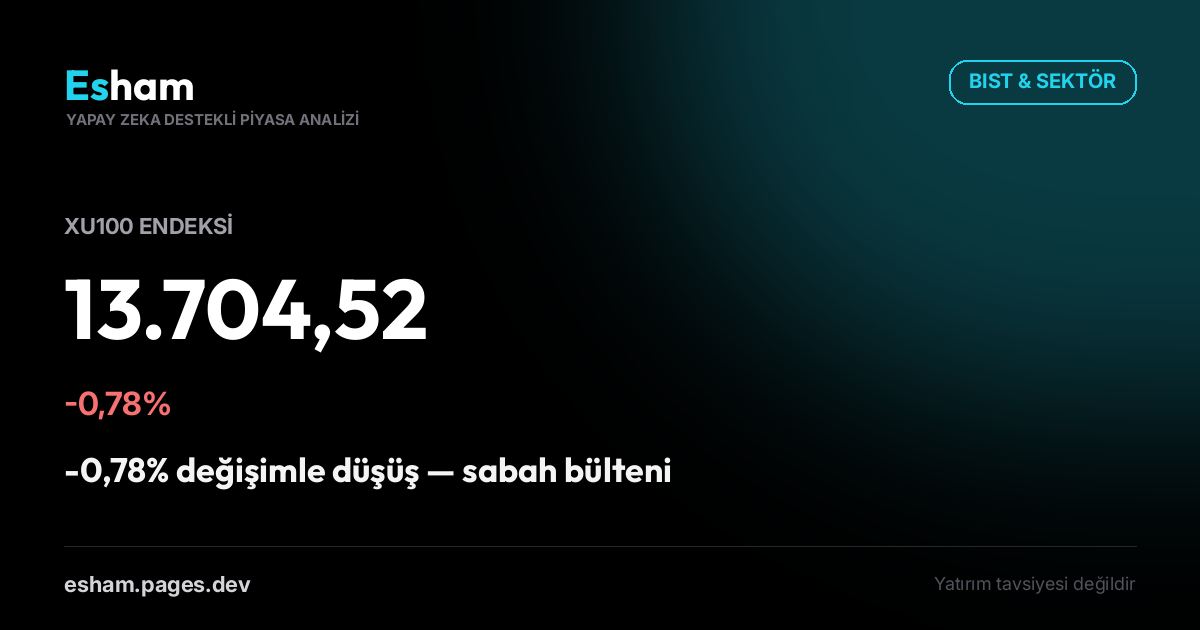 Esham
YAPAY ZEKA DESTEKLİ PİYASA ANALİZİ
BIST & SEKTÖR
XU100 ENDEKSİ
13.704,52
-0,78%
-0,78% değişimle düşüş — sabah bülteni
esham.pages.dev
Yatırım tavsiyesi değildir